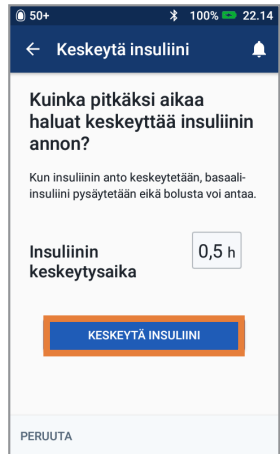 50+ 100% 22.14
Keskeytä insuliini
Kuinka pitkäksi aikaa
haluat keskeyttää insuliinin
annon?
Kun insuliinin anto keskeytetään, basaali-
insuliini pysäytetään eikä bolusta voi antaa.
Insuliinin
keskeytysaika
0,5 h
KESKEYTÄ INSULIINI
PERUUTA